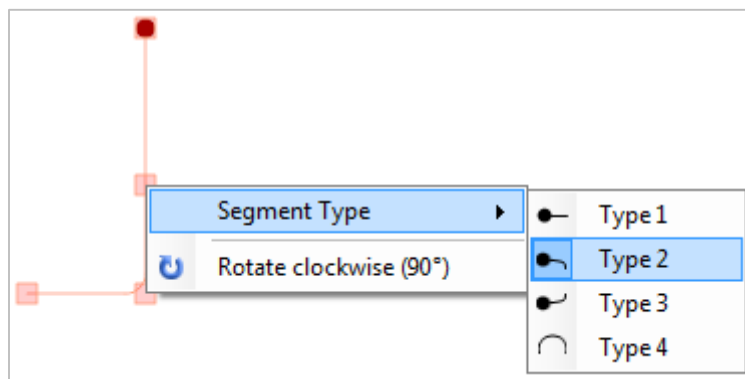 Segment Type
Rotate clockwise (90°)
Type 1
Type 2
Type 3
Type 4